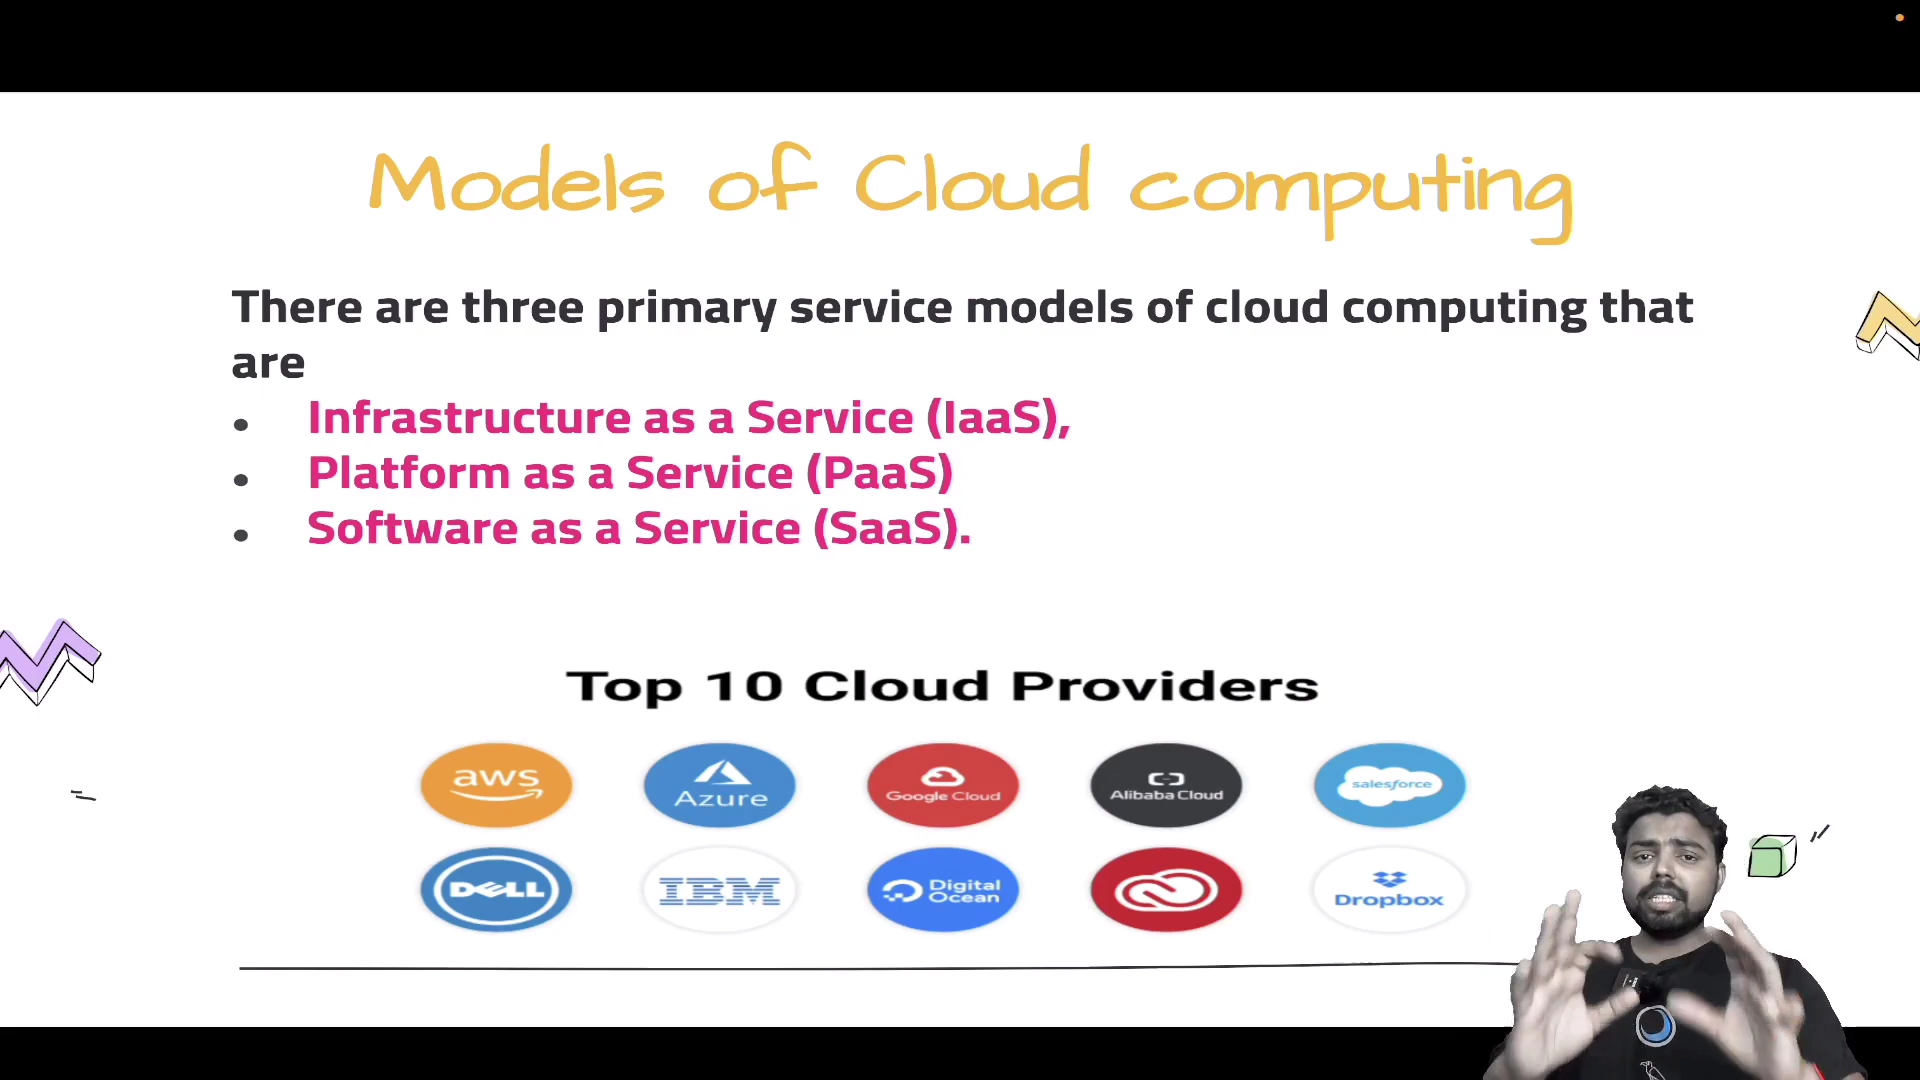 Models of Cloud computing
There are three primary service models of cloud computing that
are
• Infrastructure as a Service (IaaS),
• Platform as a Service (PaaS)
• Software as a Service (SaaS).
Top 10 Cloud Providers
aws
Azure
Google Cloud
Alibaba Cloud
salesforce
DELL
IBM
Digital
Ocean
Dropbox